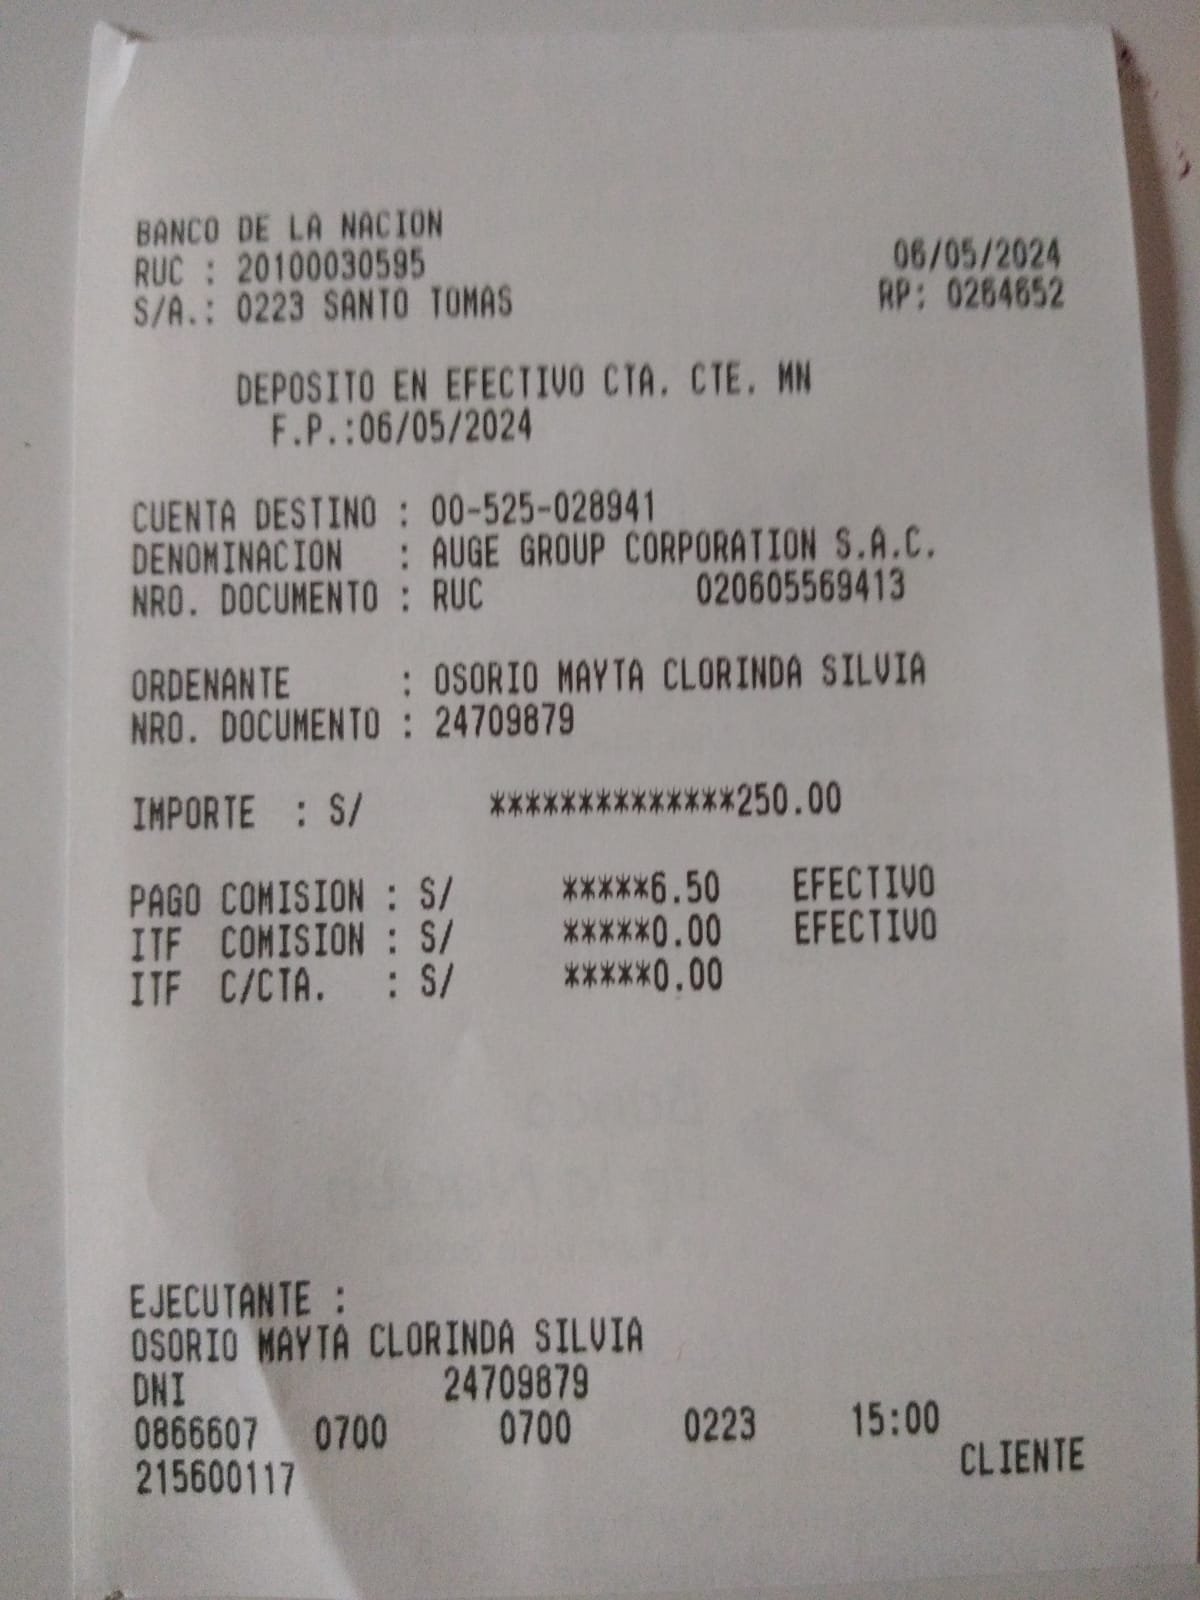 BANCO DE LA NACION
RUC : 20100030595 06/05/2024
S/A.: 0223 SANTO TOMAS RP: 0264652
DEPOSITO EN EFECTIVO CTA. CTE. MN
F.P.:06/05/2024
CUENTA DESTINO : 00-525-028941
DENOMINACION : AUGE GROUP CORPORATION S.A.C.
NRO. DOCUMENTO : RUC 020605569413
ORDENANTE : OSORIO MAYTA CLORINDA SILVIA
NRO. DOCUMENTO : 24709879
IMPORTE : S/ **************250.00
PAGO COMISION : S/ *****6.50 EFECTIVO
ITF COMISION : S/ *****0.00 EFECTIVO
ITF C/CTA. : S/ *****0.00
EJECUTANTE :
OSORIO MAYTA CLORINDA SILVIA
DNI 24709879
0866607 0700 0700 0223 15:00
215600117 CLIENTE